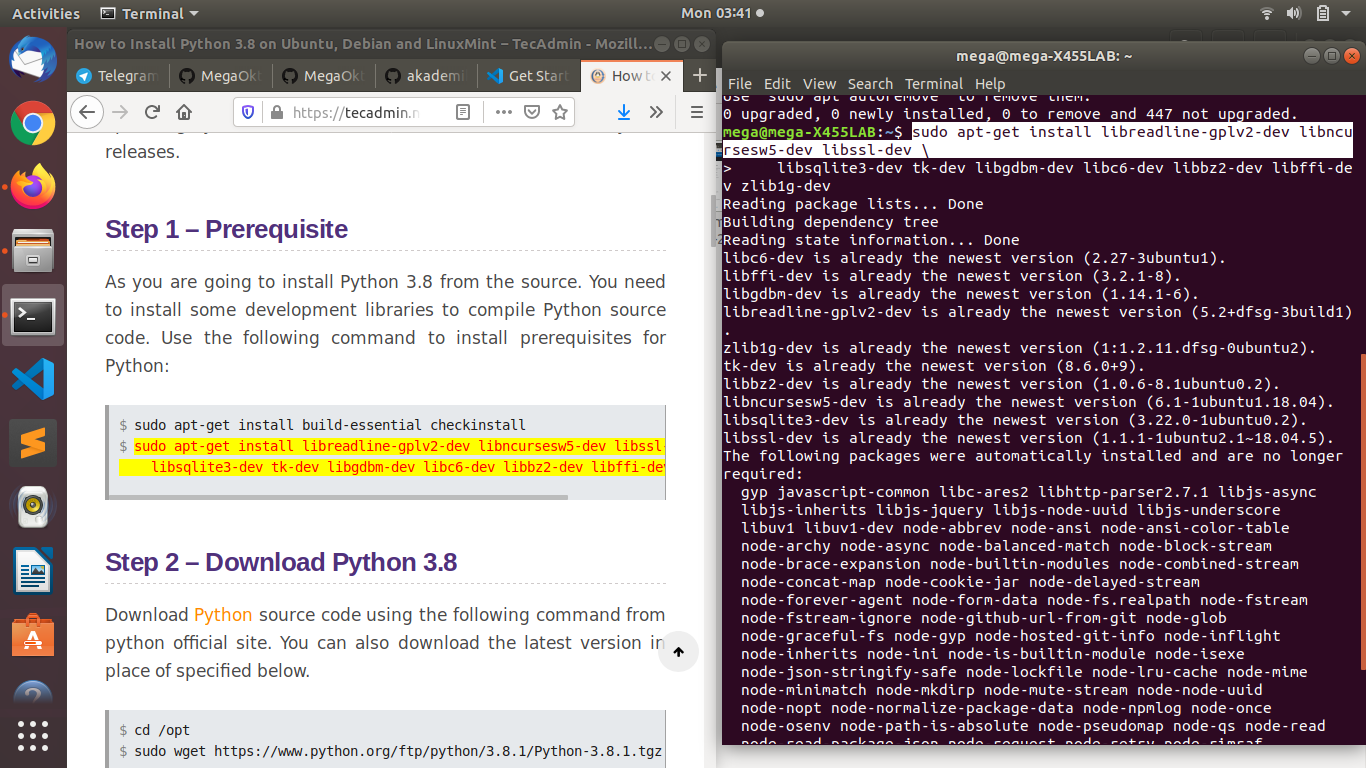 Activities
Terminal
Mon 03:41
How to Install Python 3.8 on Ubuntu, Debian and LinuxMint – TecAdmin - Mozill...
Telegram
MegaOk
MegaOk
akadem
Get Start
How to
https://tecadmin.n
releases.
Step 1 – Prerequisite
As you are going to install Python 3.8 from the source. You need
to install some development libraries to compile Python source
code. Use the following command to install prerequisites for
Python:
$ sudo apt-get install build-essential checkinstall
$ sudo apt-get install libreadline-gplv2-dev libncursesw5-dev libssl-
libsqlite3-dev tk-dev libgdbm-dev libc6-dev libbz2-dev libffi-dev
Step 2 – Download Python 3.8
Download Python source code using the following command from
python official site. You can also download the latest version in
place of specified below.
$ cd /opt
$ sudo wget https://www.python.org/ftp/python/3.8.1/Python-3.8.1.tgz
mega@mega-X455LAB: ~
File Edit View Search Terminal Help
Use 'sudo apt autoremove' to remove them.
0 upgraded, 0 newly installed, 0 to remove and 447 not upgraded.
mega@mega-X455LAB:~$ sudo apt-get install libreadline-gplv2-dev libncu
rsesw5-dev libssl-dev \
> libsqlite3-dev tk-dev libgdbm-dev libc6-dev libbz2-dev libffi-de
v zlib1g-dev
Reading package lists... Done
Building dependency tree
Reading state information... Done
libc6-dev is already the newest version (2.27-3ubuntu1).
libffi-dev is already the newest version (3.2.1-8).
libgdbm-dev is already the newest version (1.14.1-6).
libreadline-gplv2-dev is already the newest version (5.2+dfsg-3build1)
.
zlib1g-dev is already the newest version (1:1.2.11.dfsg-0ubuntu2).
tk-dev is already the newest version (8.6.0+9).
libbz2-dev is already the newest version (1.0.6-8.1ubuntu0.2).
libncursesw5-dev is already the newest version (6.1-1ubuntu1.18.04).
libsqlite3-dev is already the newest version (3.22.0-1ubuntu0.2).
libssl-dev is already the newest version (1.1.1-1ubuntu2.1~18.04.5).
The following packages were automatically installed and are no longer
required:
gyp javascript-common libc-ares2 libhttp-parser2.7.1 libjs-async
libjs-inherits libjs-jquery libjs-node-uuid libjs-underscore
libuv1 libuv1-dev node-abbrev node-ansi node-ansi-color-table
node-archy node-async node-balanced-match node-block-stream
node-brace-expansion node-builtin-modules node-combined-stream
node-concat-map node-cookie-jar node-delayed-stream
node-forever-agent node-form-data node-fs.realpath node-fstream
node-fstream-ignore node-github-url-from-git node-glob
node-graceful-fs node-gyp node-hosted-git-info node-inflight
node-inherits node-ini node-is-builtin-module node-isexe
node-json-stringify-safe node-lockfile node-lru-cache node-mime
node-minimatch node-mkdirp node-mute-stream node-node-uuid
node-nopt node-normalize-package-data node-npmlog node-once
node-osenv node-path-is-absolute node-pseudomap node-qs node-read
node-read-package-json node-request node-retry node-rimraf